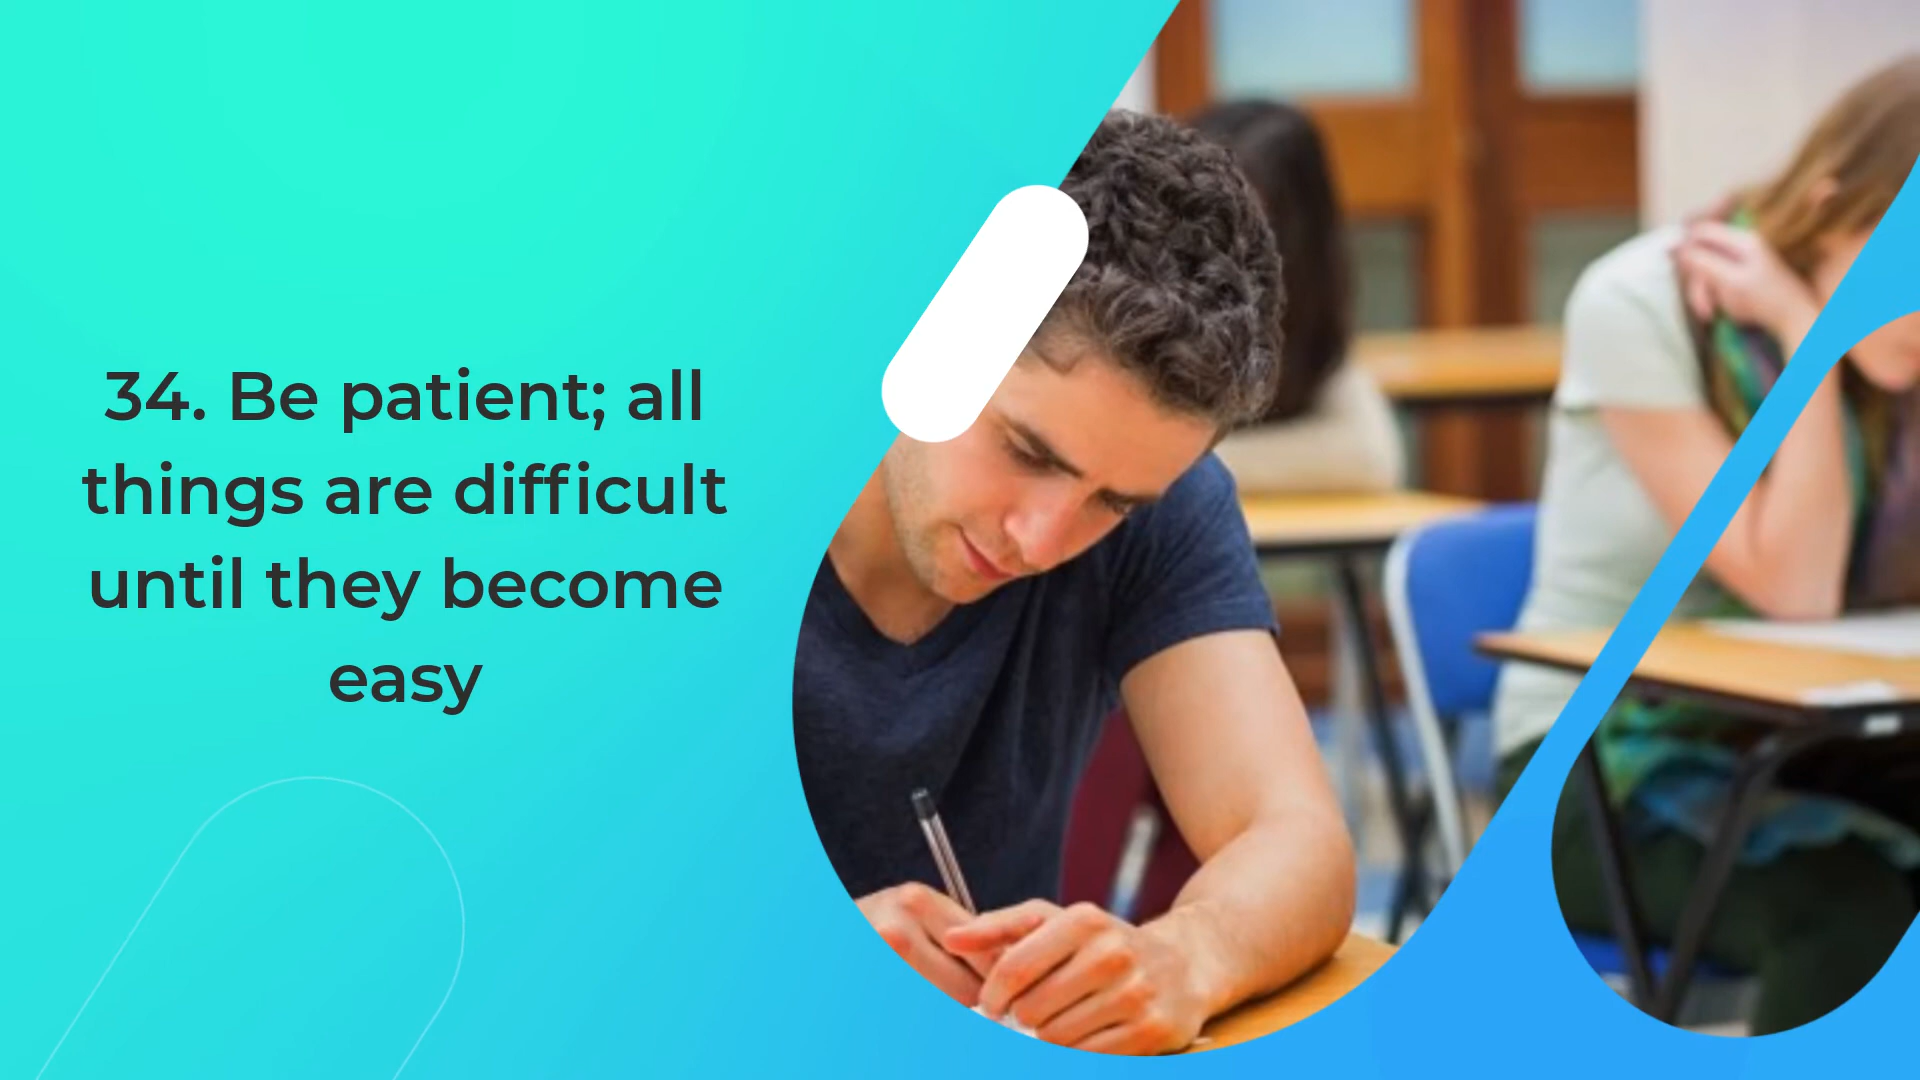 34. Be patient; all
things are difficult
until they become
easy